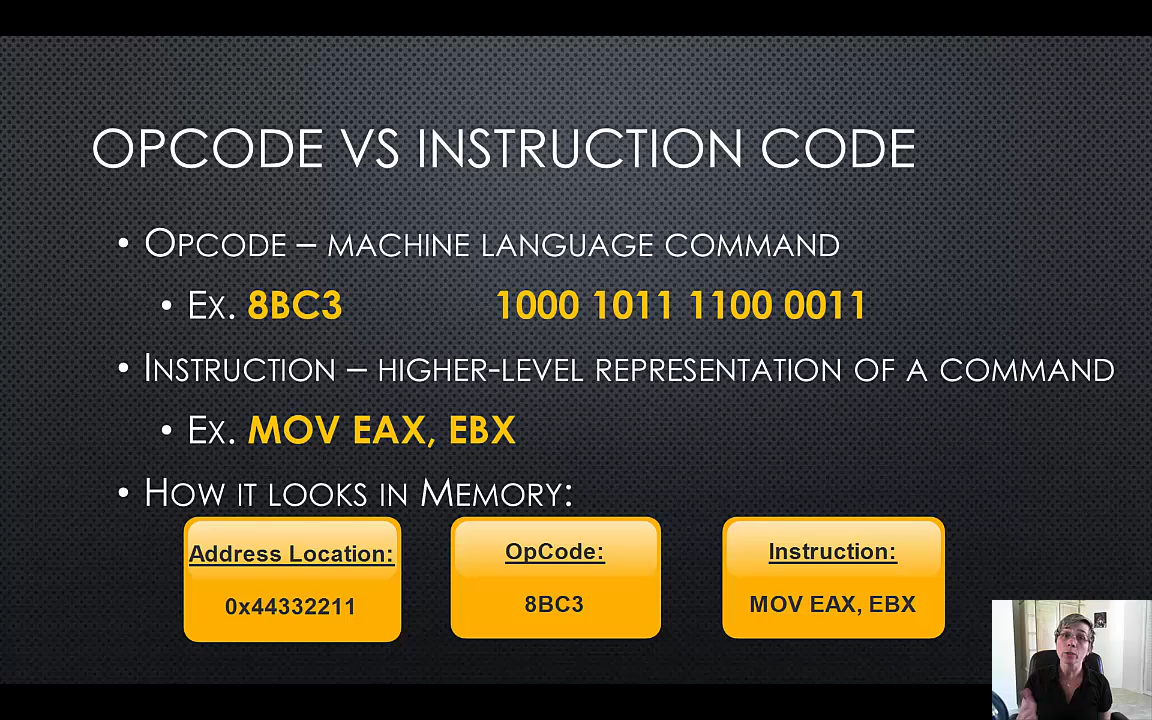 OPCODE VS INSTRUCTION CODE
• OPCODE – MACHINE LANGUAGE COMMAND
• EX. 8BC3 1000 1011 1100 0011
• INSTRUCTION – HIGHER-LEVEL REPRESENTATION OF A COMMAND
• EX. MOV EAX, EBX
• HOW IT LOOKS IN MEMORY:
Address Location:
0x44332211
OpCode:
8BC3
Instruction:
MOV EAX, EBX